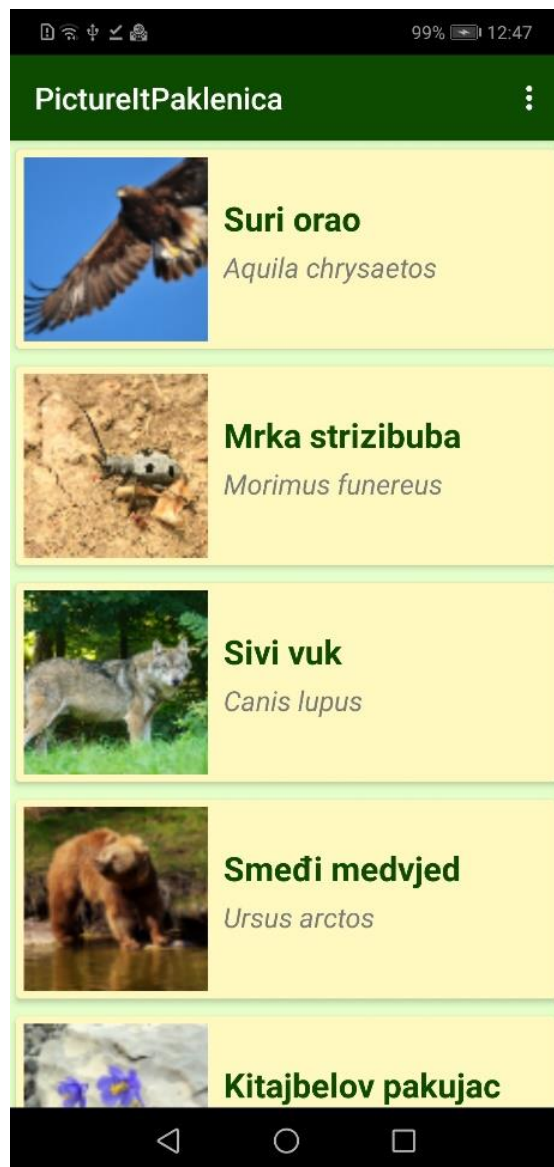 99% 12:47
PictureItPaklenica
Suri orao
Aquila chrysaetos
Mrka strizibuba
Morimus funereus
Sivi vuk
Canis lupus
Smeđi medvjed
Ursus arctos
Kitajbelov pakujac